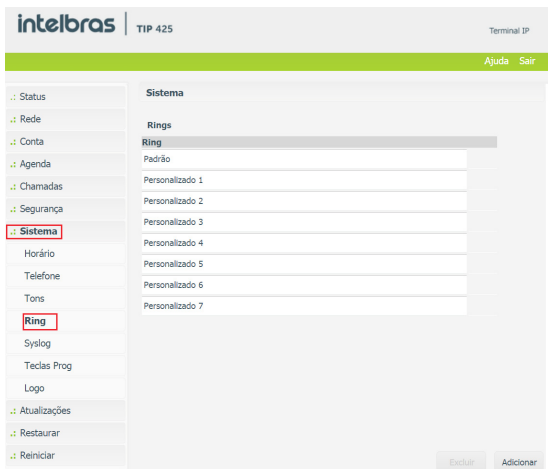 intelbras TIP 425
Terminal IP
Ajuda Sair
.: Status
.: Rede
.: Conta
.: Agenda
.: Chamadas
.: Segurança
.: Sistema
Horário
Telefone
Tons
Ring
Syslog
Teclas Prog
Logo
.: Atualizações
.: Restaurar
.: Reiniciar
Sistema
Rings
Ring
Padrão
Personalizado 1
Personalizado 2
Personalizado 3
Personalizado 4
Personalizado 5
Personalizado 6
Personalizado 7
Excluir Adicionar